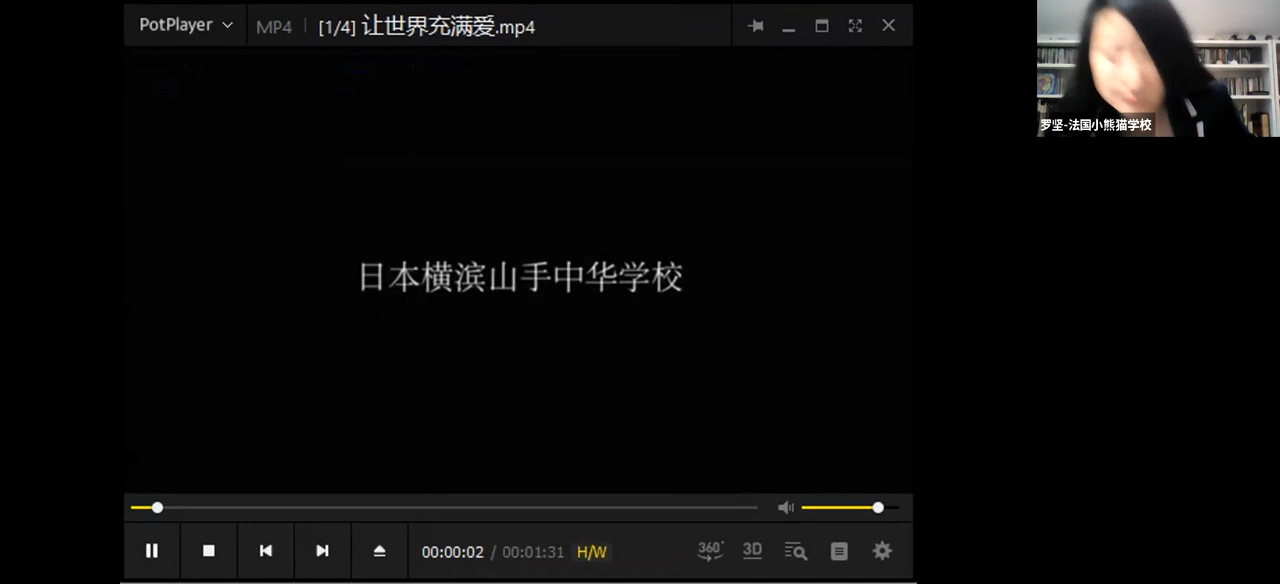 PotPlayer MP4 [1/4] 让世界充满爱.mp4
罗坚-法国小熊猫学校
日本横滨山手中华学校
00:00:02 / 00:01:31 H/W 360° 3D